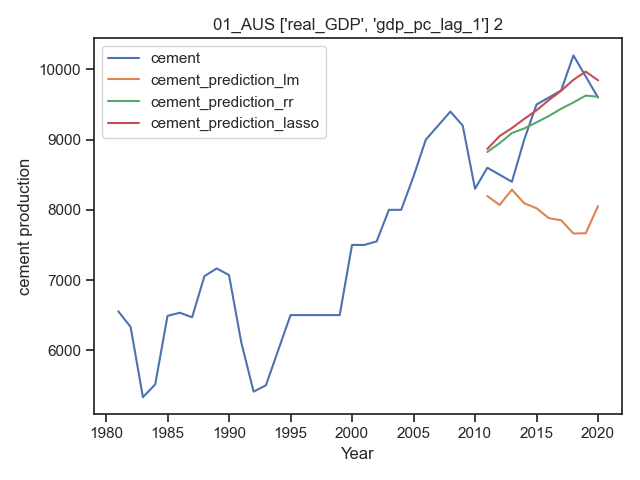 01_AUS ['real_GDP', 'gdp_pc_lag_1'] 2
cement
cement_prediction_lm
cement_prediction_rr
cement_prediction_lasso
10000
9000
8000
7000
6000
cement production
1980
1985
1990
1995
2000
2005
2010
2015
2020
Year